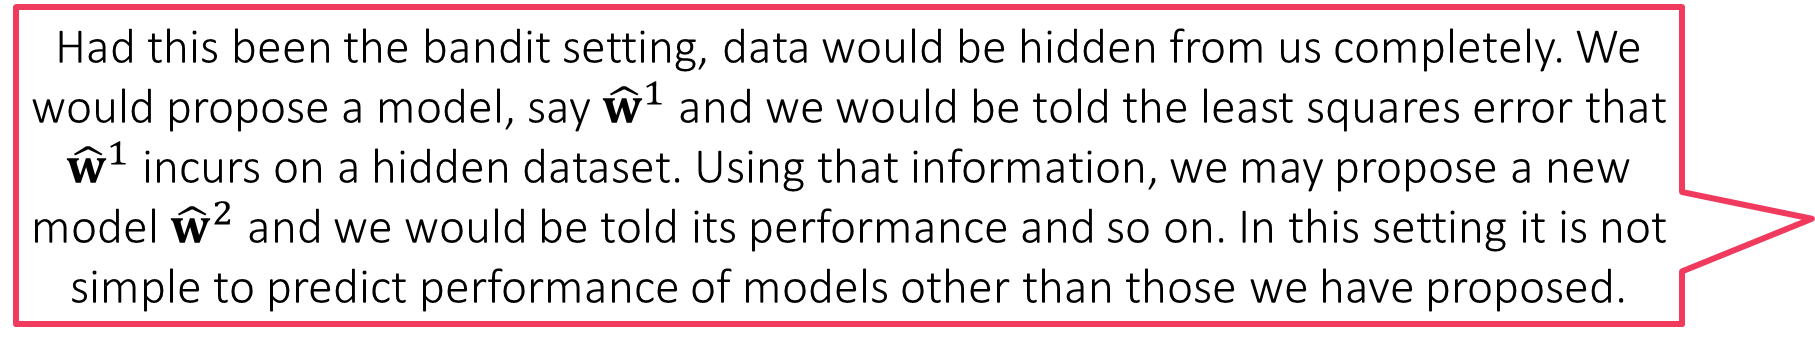 Had this been the bandit setting, data would be hidden from us completely. We
would propose a model, say ŵ¹ and we would be told the least squares error that
ŵ¹ incurs on a hidden dataset. Using that information, we may propose a new
model ŵ² and we would be told its performance and so on. In this setting it is not
simple to predict performance of models other than those we have proposed.